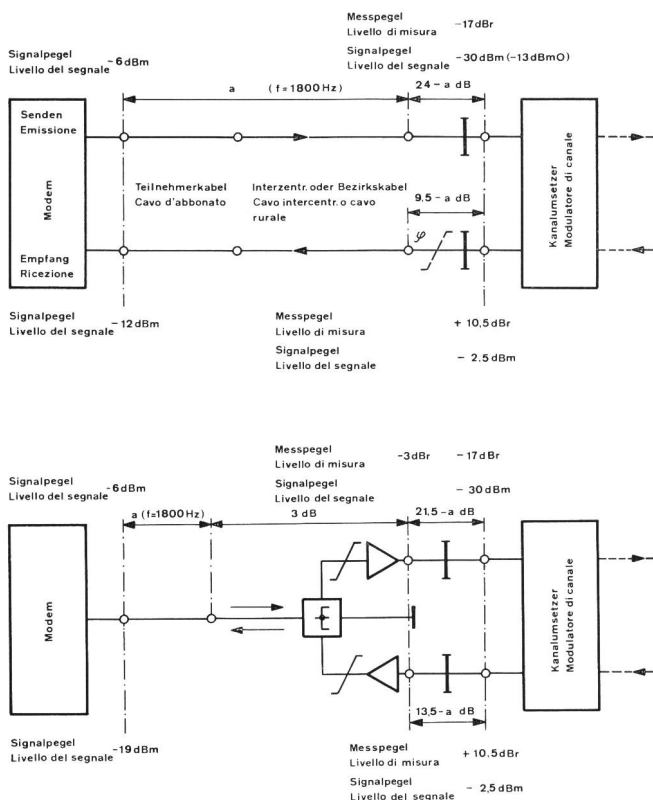 Messpegel
Livello di misura -17dBr
Signalpegel
Livello del segnale -6dBm
Signalpegel
Livello del segnale -30dBm (-13dBmO)
a (f=1800Hz)
24-a dB
Senden
Emissione
Modem
Teilnehmerkabel
Cavo d'abbonato
Interzentr. oder Bezirkskabel
Cavo intercentr. o cavo
rurale
9,5-a dB
φ
Empfang
Ricezione
Kanalumsetzer
Modulatore di canale
Signalpegel
Livello del segnale -12dBm
Messpegel
Livello di misura + 10,5dBr
Signalpegel
Livello del segnale - 2.5dBm
Messpegel
Livello di misura -3dBr -17dBr
Signalpegel
Livello del segnale -6dBm
Signalpegel
Livello del segnale -30dBm
a (f=1800Hz)
3 dB
21,5-a dB
Modem
Kanalumsetzer
Modulatore di canale
13,5-a dB
Signalpegel
Livello del segnale -19dBm
Messpegel
Livello di misura + 10,5dBr
Signalpegel
Livello del segnale - 2,5dBm